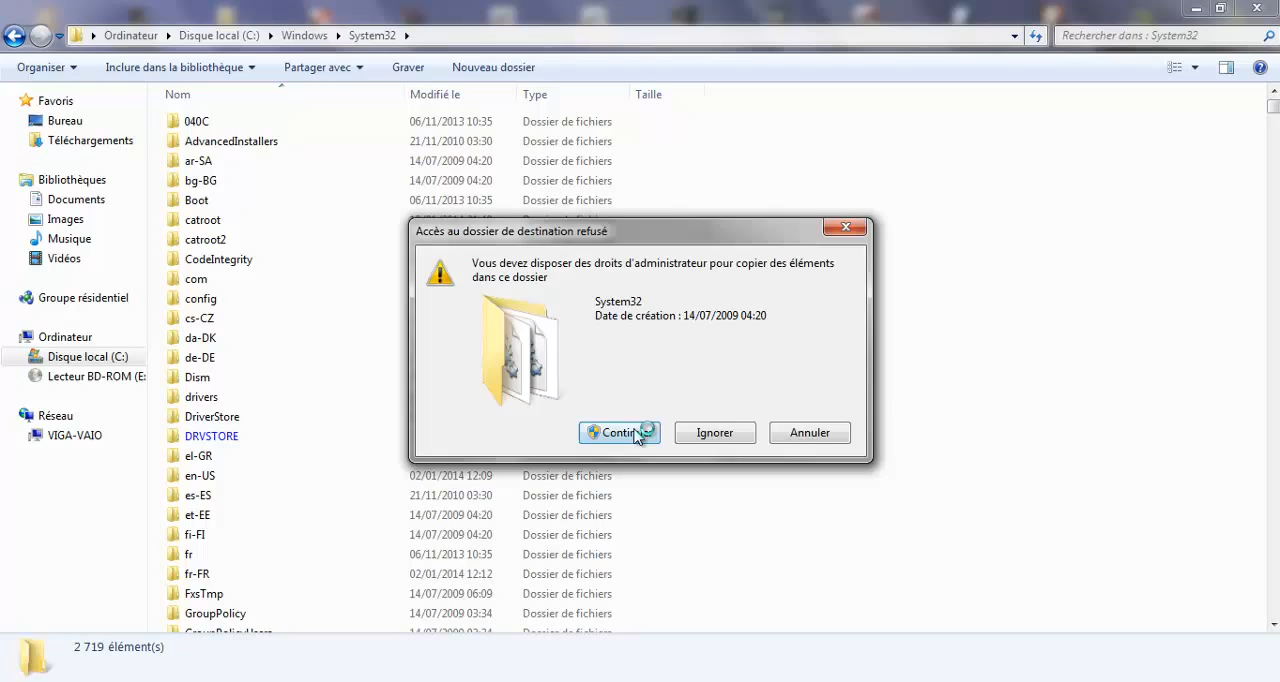 Ordinateur Disque local (C:) Windows System32
Rechercher dans : System32
Organiser Inclure dans la bibliothèque Partager avec Graver Nouveau dossier
Nom Modifié le Type Taille
Favoris
Bureau
Téléchargements
Bibliothèques
Documents
Images
Musique
Vidéos
Groupe résidentiel
Ordinateur
Disque local (C:)
Lecteur BD-ROM (E:
Réseau
VIGA-VAIO
040C 06/11/2013 10:35 Dossier de fichiers
AdvancedInstallers 21/11/2010 03:30 Dossier de fichiers
ar-SA 14/07/2009 04:20 Dossier de fichiers
bg-BG 14/07/2009 04:20 Dossier de fichiers
Boot 06/11/2013 10:35 Dossier de fichiers
catroot
catroot2
CodeIntegrity
com
config
cs-CZ
da-DK
de-DE
Dism
drivers
DriverStore
DRVSTORE
el-GR
en-US 02/01/2014 12:09 Dossier de fichiers
es-ES 21/11/2010 03:30 Dossier de fichiers
et-EE 14/07/2009 04:20 Dossier de fichiers
fi-FI 14/07/2009 04:20 Dossier de fichiers
fr 06/11/2013 10:35 Dossier de fichiers
fr-FR 02/01/2014 12:12 Dossier de fichiers
FxsTmp 14/07/2009 06:09 Dossier de fichiers
GroupPolicy 14/07/2009 03:34 Dossier de fichiers
Accès au dossier de destination refusé
Vous devez disposer des droits d'administrateur pour copier des éléments
dans ce dossier
System32
Date de création : 14/07/2009 04:20
Contin Ignorer Annuler
2 719 élément(s)